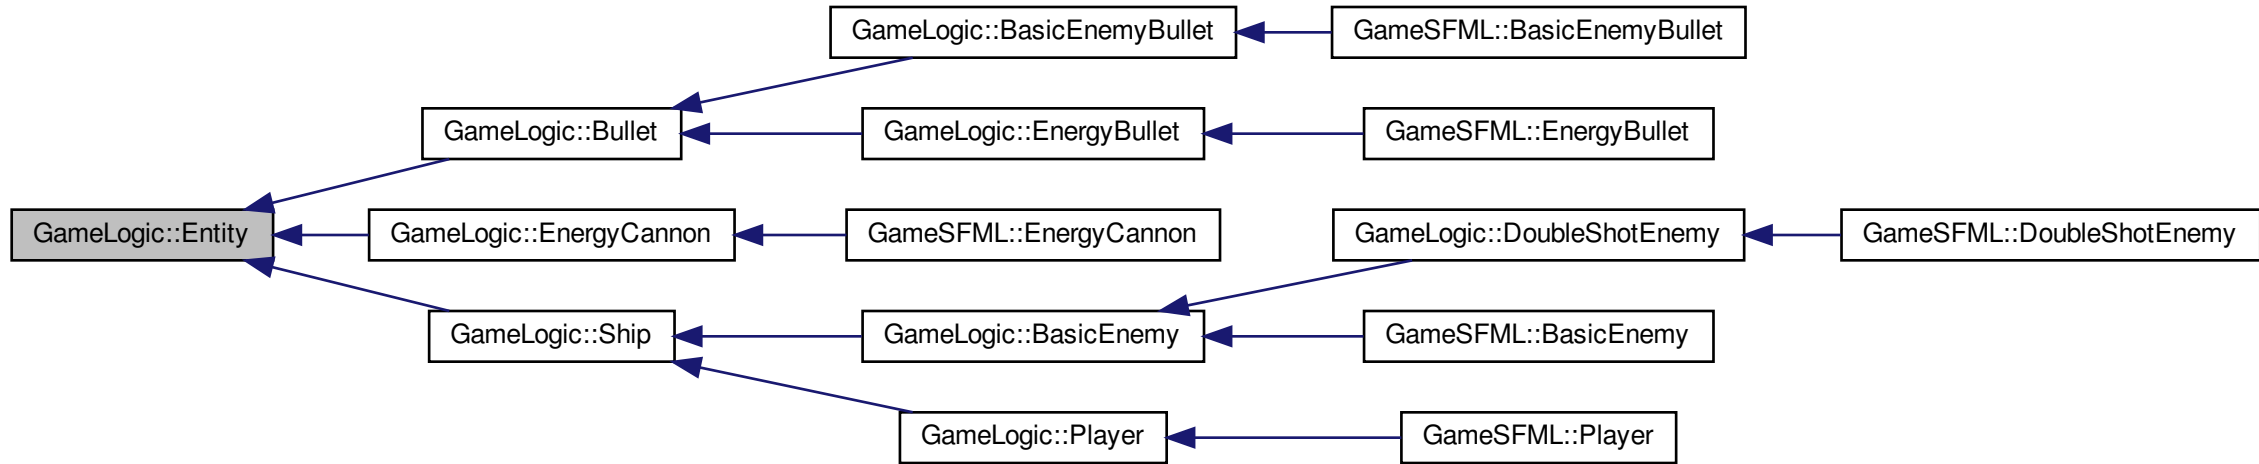 GameLogic::BasicEnemyBullet
GameSFML::BasicEnemyBullet
GameLogic::Bullet
GameLogic::EnergyBullet
GameSFML::EnergyBullet
GameLogic::Entity
GameLogic::EnergyCannon
GameSFML::EnergyCannon
GameLogic::DoubleShotEnemy
GameSFML::DoubleShotEnemy
GameLogic::Ship
GameLogic::BasicEnemy
GameSFML::BasicEnemy
GameLogic::Player
GameSFML::Player